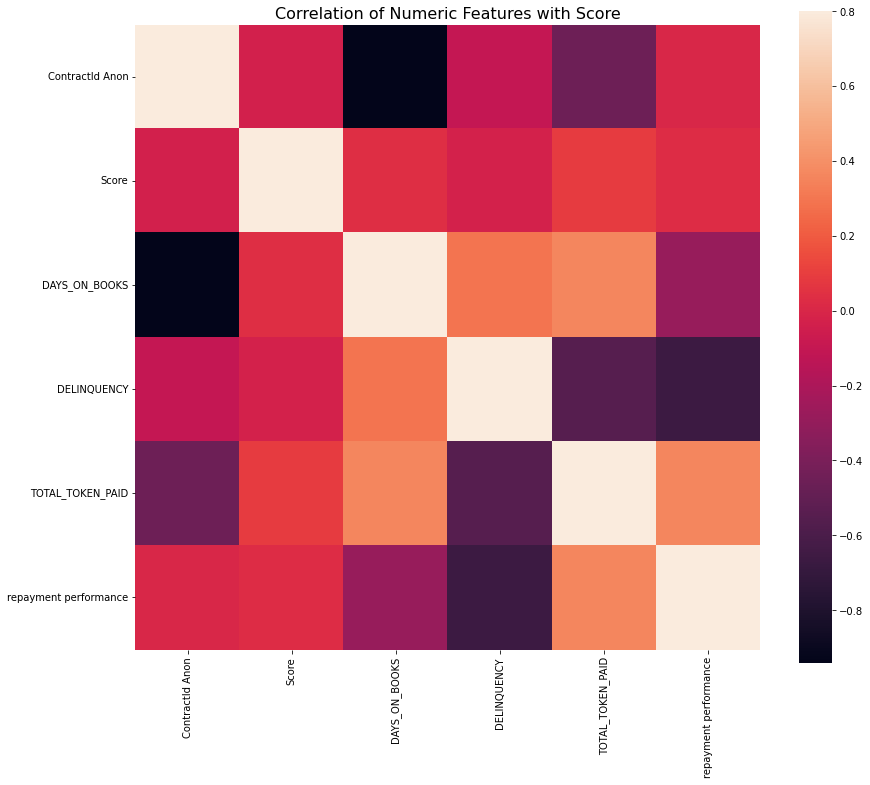 Correlation of Numeric Features with Score
ContractId Anon
Score
DAYS_ON_BOOKS
DELINQUENCY
TOTAL_TOKEN_PAID
repayment performance
ContractId Anon
Score
DAYS_ON_BOOKS
DELINQUENCY
TOTAL_TOKEN_PAID
repayment performance
0.8
0.6
0.4
0.2
0.0
−0.2
−0.4
−0.6
−0.8